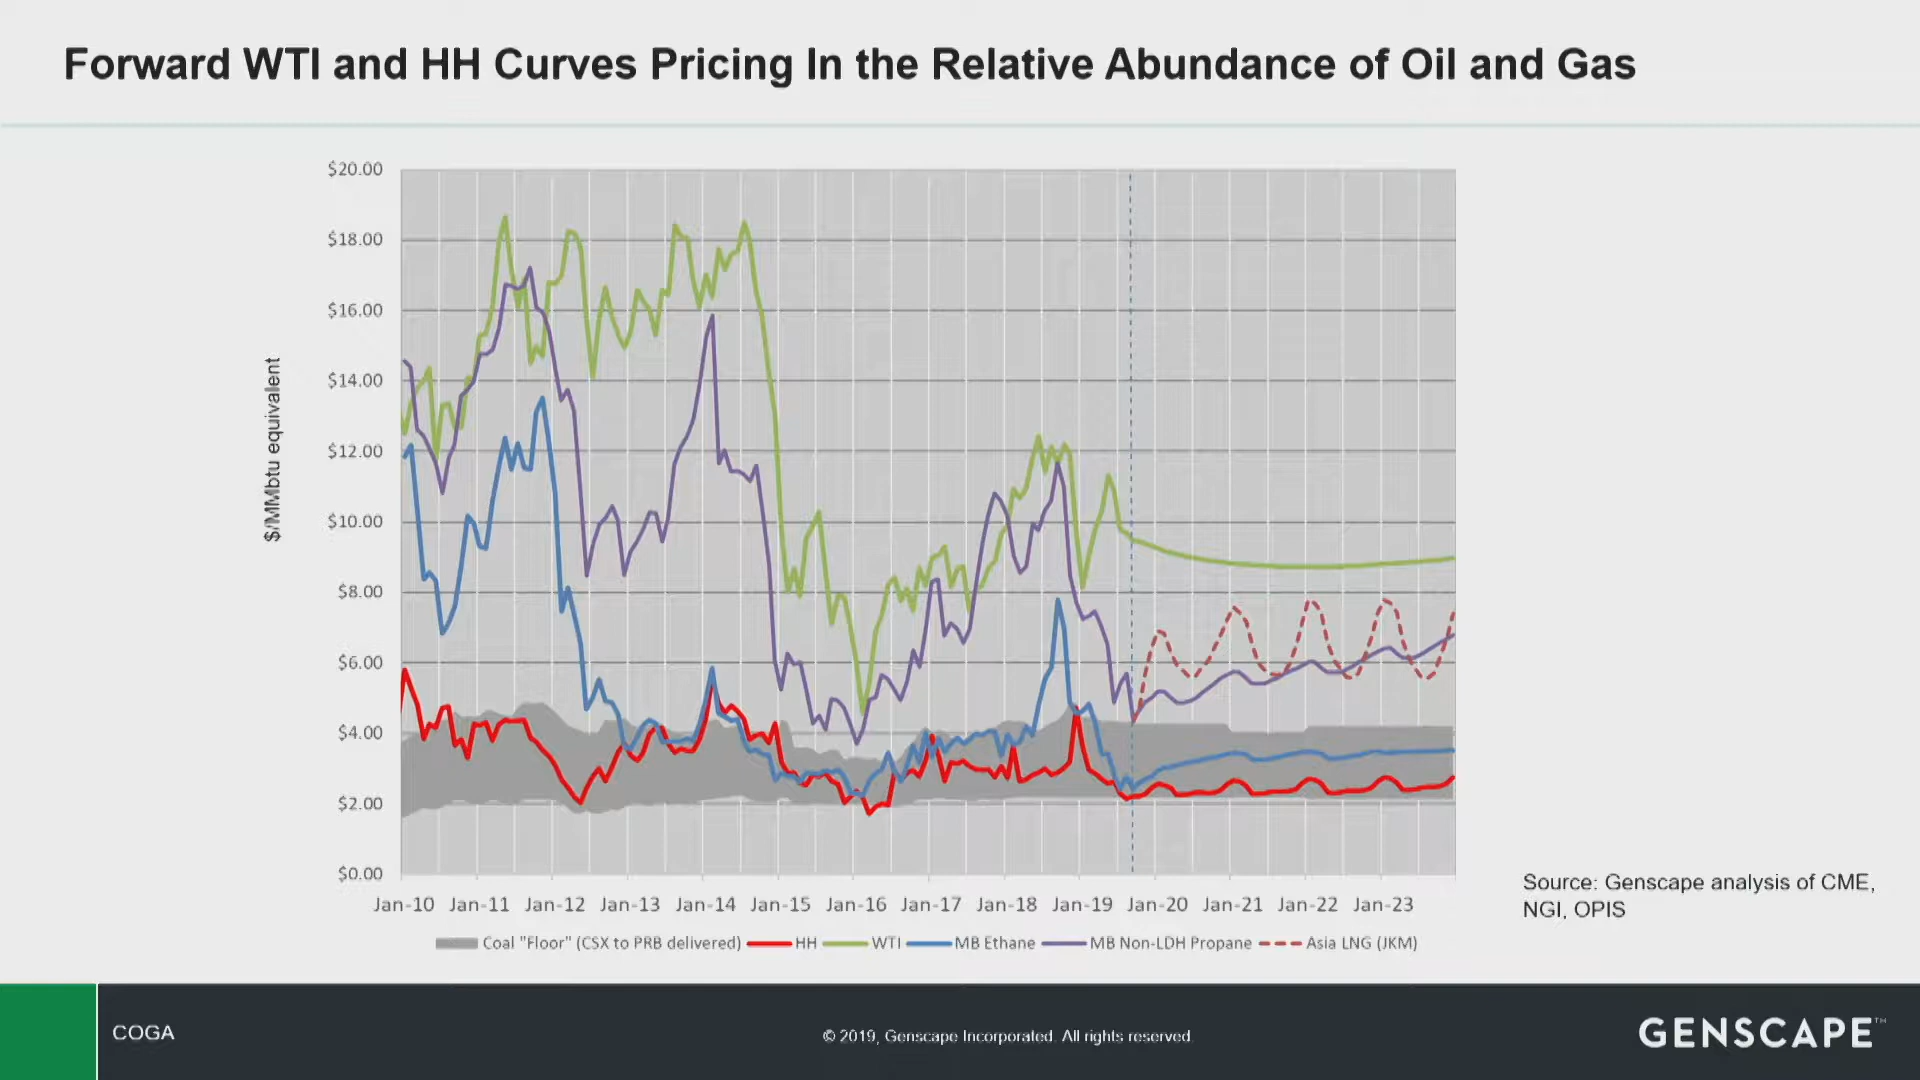 Forward WTI and HH Curves Pricing In the Relative Abundance of Oil and Gas
$20.00
$18.00
$16.00
$14.00
$12.00
$10.00
$8.00
$6.00
$4.00
$2.00
$0.00
$/MMbtu equivalent
Jan-10 Jan-11 Jan-12 Jan-13 Jan-14 Jan-15 Jan-16 Jan-17 Jan-18 Jan-19 Jan-20 Jan-21 Jan-22 Jan-23
Coal "Floor" (CSX to PRB delivered) HH WTI MB Ethane MB Non-LDH Propane Asia LNG (JKM)
Source: Genscape analysis of CME,
NGI, OPIS
COGA
© 2019, Genscape Incorporated. All rights reserved.
GENSCAPE™